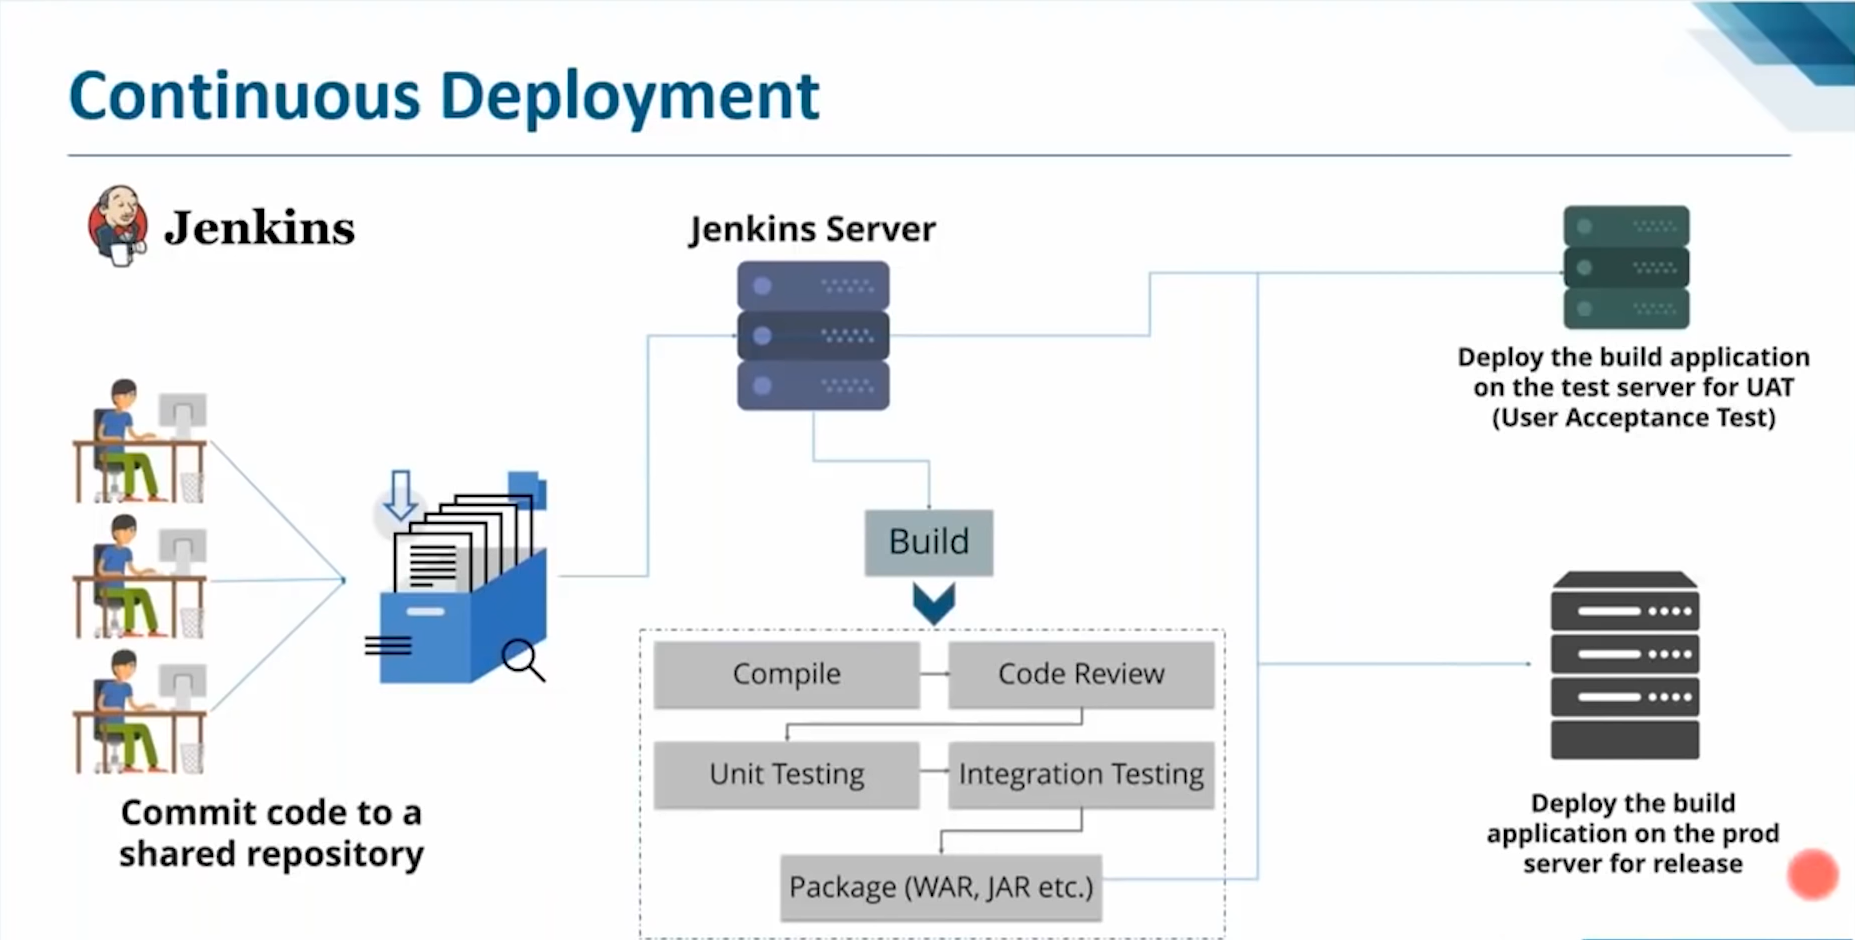 Continuous Deployment
Jenkins
Jenkins Server
Deploy the build application
on the test server for UAT
(User Acceptance Test)
Build
Compile
Code Review
Unit Testing
Integration Testing
Package (WAR, JAR etc.)
Commit code to a
shared repository
Deploy the build
application on the prod
server for release